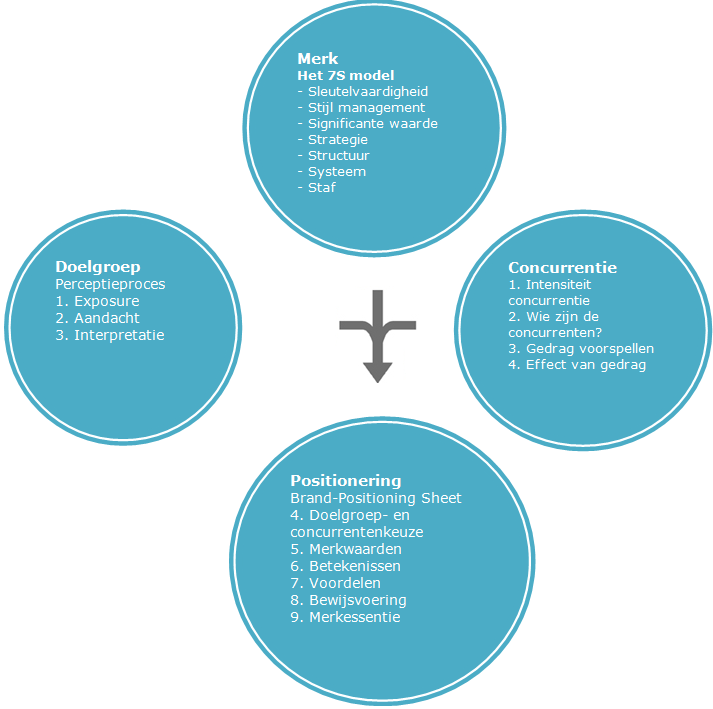 Merk
Het 7S model
- Sleutelvaardigheid
- Stijl management
- Significante waarde
- Strategie
- Structuur
- Systeem
- Staf
Doelgroep
Perceptieproces
1. Exposure
2. Aandacht
3. Interpretatie
Concurrentie
1. Intensiteit
concurrentie
2. Wie zijn de
concurrenten?
3. Gedrag voorspellen
4. Effect van gedrag
Positionering
Brand-Positioning Sheet
4. Doelgroep- en
concurrentenkeuze
5. Merkwaarden
6. Betekenissen
7. Voordelen
8. Bewijsvoering
9. Merkessentie